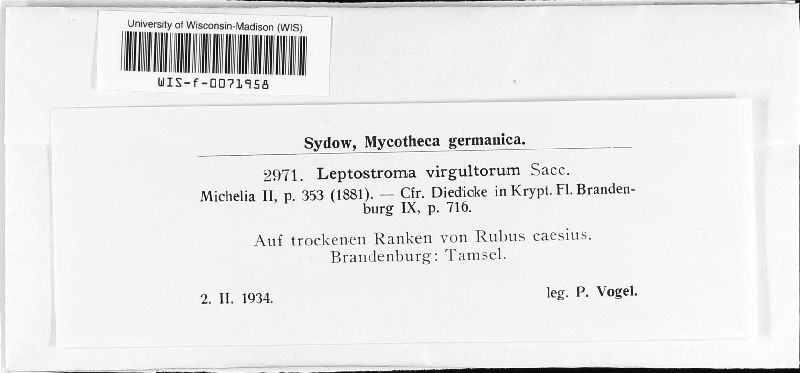 University of Wisconsin-Madison (WIS)
WIS-f-0071958
Sydow, Mycotheca germanica.
2971. Leptostroma virgultorum Sacc.
Michelia II, p. 353 (1881). — Cfr. Diedicke in Krypt. Fl. Branden-
burg IX, p. 716.
Auf trockenen Ranken von Rubus caesius.
Brandenburg: Tamsel.
2. II. 1934.
leg. P. Vogel.